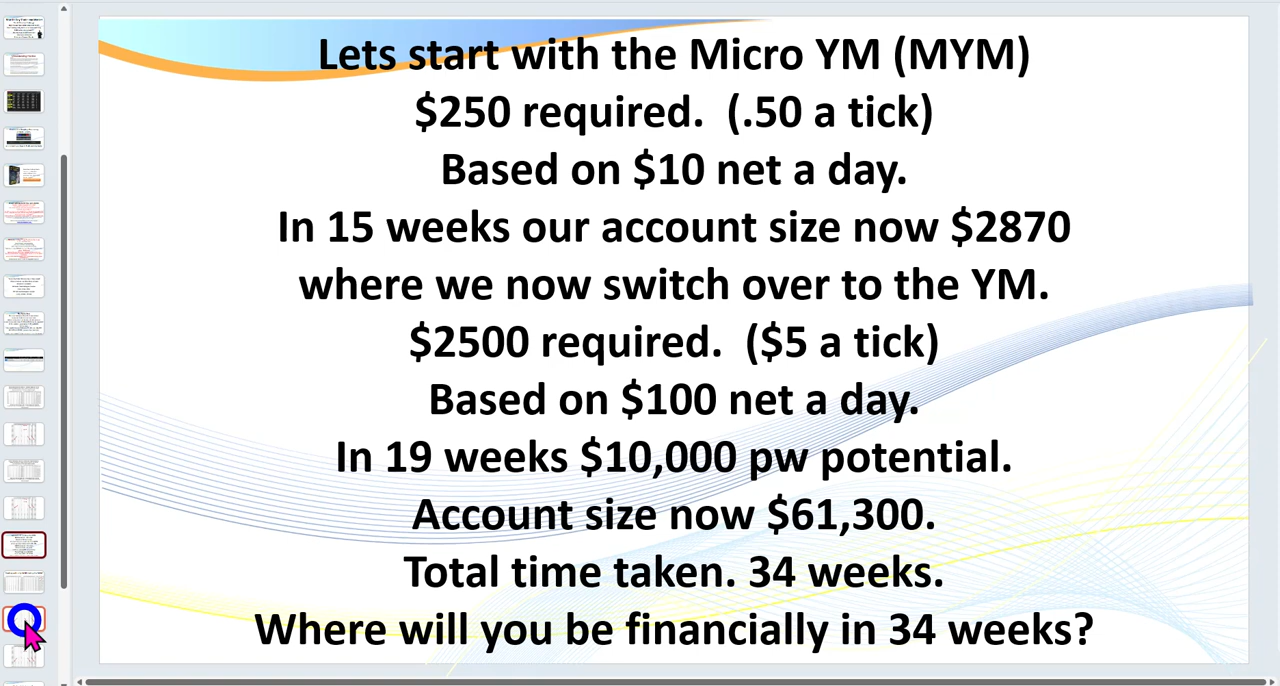 Lets start with the Micro YM (MYM)
$250 required.  (.50 a tick)
Based on $10 net a day.
In 15 weeks our account size now $2870
where we now switch over to the YM.
$2500 required.  ($5 a tick)
Based on $100 net a day.
In 19 weeks $10,000 pw potential.
Account size now $61,300.
Total time taken. 34 weeks.
Where will you be financially in 34 weeks?